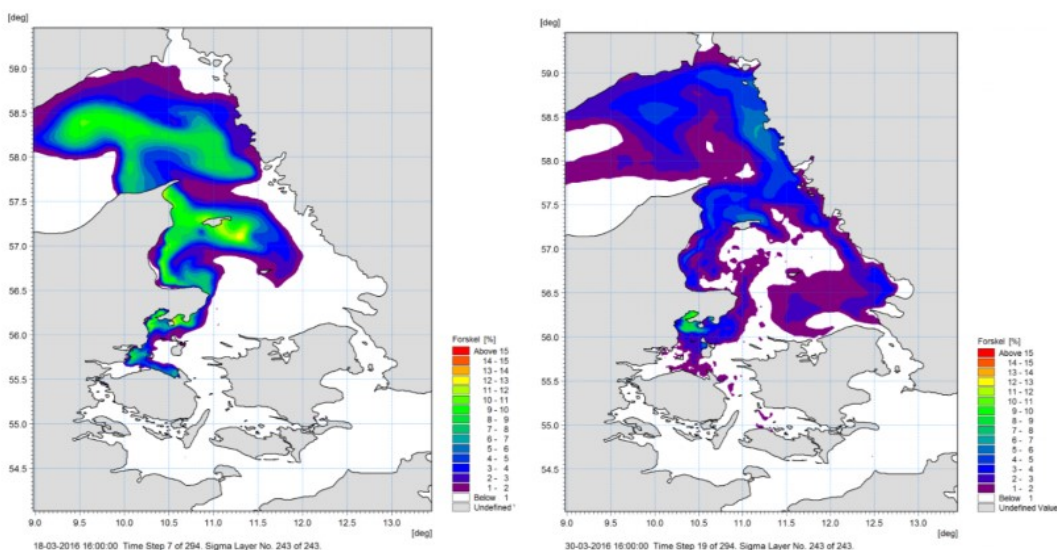 [deg]
59.0
58.5
58.0
57.5
57.0
56.5
56.0
55.5
55.0
54.5
9.0 9.5 10.0 10.5 11.0 11.5 12.0 12.5 13.0
[deg]
18-03-2016 16:00:00 Time Step 7 of 294. Sigma Layer No. 243 of 243.
Forskel [%]
Above 15
14 - 15
13 - 14
12 - 13
11 - 12
10 - 11
9 - 10
8 - 9
7 - 8
6 - 7
5 - 6
4 - 5
3 - 4
2 - 3
1 - 2
Below 1
Undefined '
[deg]
59.0
58.5
58.0
57.5
57.0
56.5
56.0
55.5
55.0
54.5
9.0 9.5 10.0 10.5 11.0 11.5 12.0 12.5 13.0
[deg]
30-03-2016 16:00:00 Time Step 19 of 294. Sigma Layer No. 243 of 243.
Forskel [%]
Above 15
14 - 15
13 - 14
12 - 13
11 - 12
10 - 11
9 - 10
8 - 9
7 - 8
6 - 7
5 - 6
4 - 5
3 - 4
2 - 3
1 - 2
Below 1
Undefined Value